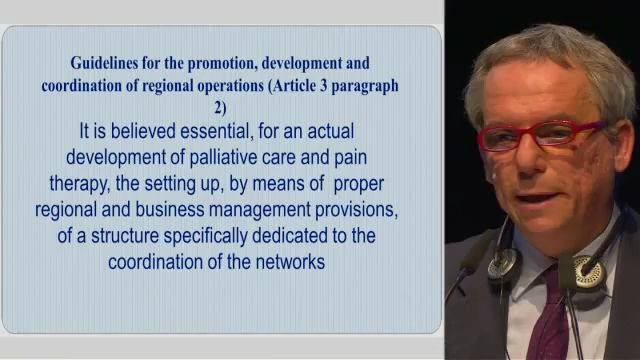 Guidelines for the promotion, development and
coordination of regional operations (Article 3 paragraph
2)
It is believed essential, for an actual
development of palliative care and pain
therapy, the setting up, by means of proper
regional and business management provisions,
of a structure specifically dedicated to the
coordination of the networks